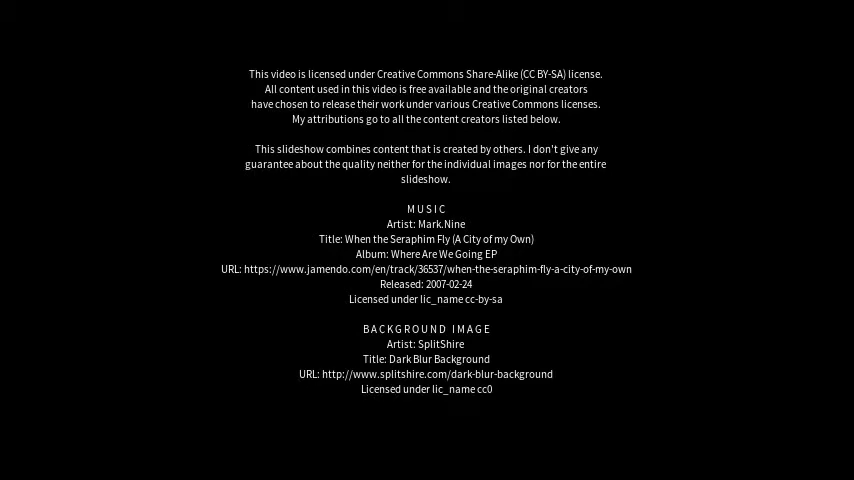 This video is licensed under Creative Commons Share-Alike (CC BY-SA) license.
All content used in this video is free available and the original creators
have chosen to release their work under various Creative Commons licenses.
My attributions go to all the content creators listed below.
This slideshow combines content that is created by others. I don't give any
guarantee about the quality neither for the individual images nor for the entire
slideshow.
MUSIC
Artist: Mark.Nine
Title: When the Seraphim Fly (A City of my Own)
Album: Where Are We Going EP
URL: https://www.jamendo.com/en/track/36537/when-the-seraphim-fly-a-city-of-my-own
Released: 2007-02-24
Licensed under lic_name cc-by-sa
BACKGROUND IMAGE
Artist: SplitShire
Title: Dark Blur Background
URL: http://www.splitshire.com/dark-blur-background
Licensed under lic_name cc0